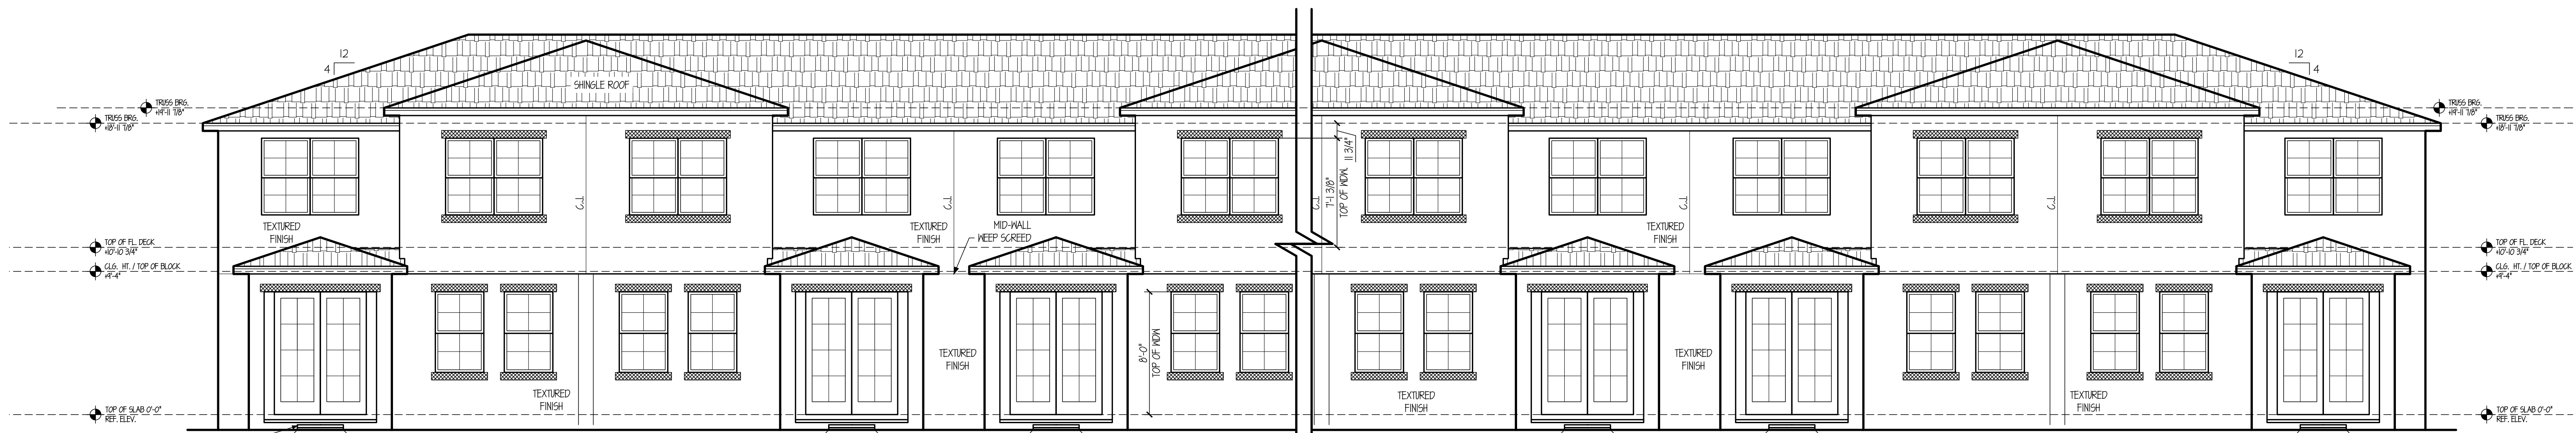 12
4
SHINGLE ROOF
12
4
TRUSS BRG.
+19'-11 7/8"
TRUSS BRG.
+18'-11 7/8"
TRUSS BRG.
+19'-11 7/8"
TRUSS BRG.
+18'-11 7/8"
11 3/4"
7'-1 3/8"
TOP OF WDW.
C.J.
C.J.
C.J.
C.J.
C.J.
TEXTURED
FINISH
TEXTURED
FINISH
MID-WALL
WEEP SCREED
TEXTURED
FINISH
TOP OF FL. DECK
+10'-10 3/4"
CLG. HT. / TOP OF BLOCK
+9'-4"
TOP OF FL. DECK
+10'-10 3/4"
CLG. HT. / TOP OF BLOCK
+9'-4"
8'-0"
TOP OF WDW.
TEXTURED
FINISH
TEXTURED
FINISH
TEXTURED
FINISH
TEXTURED
FINISH
TEXTURED
FINISH
TOP OF SLAB 0'-0"
REF. ELEV.
TOP OF SLAB 0'-0"
REF. ELEV.